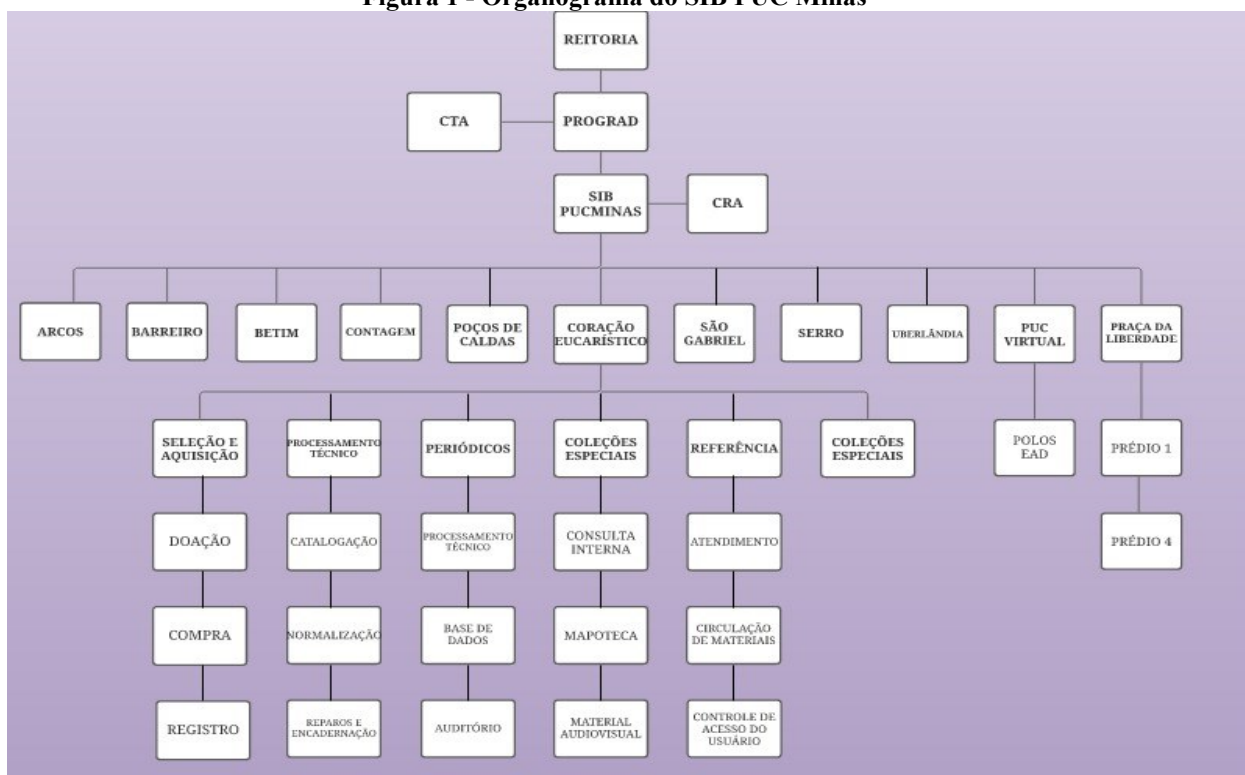 Figura 1 - Organograma do SIB PUC Minas
REITORIA
CTA
PROGRAD
SIB
PUCMINAS
CRA
ARCOS
BARREIRO
BETIM
CONTAGEM
POÇOS DE
CALDAS
CORAÇÃO
EUCARÍSTICO
SÃO
GABRIEL
SERRO
UBERLÂNDIA
PUC
VIRTUAL
PRAÇA DA
LIBERDADE
SELEÇÃO E
AQUISIÇÃO
PROCESSAMENTO
TÉCNICO
PERIÓDICOS
COLEÇÕES
ESPECIAIS
REFERÊNCIA
COLEÇÕES
ESPECIAIS
POLOS
EAD
PRÉDIO 1
DOAÇÃO
CATALOGAÇÃO
PROCESSAMENTO
TÉCNICO
CONSULTA
INTERNA
ATENDIMENTO
PRÉDIO 4
COMPRA
NORMALIZAÇÃO
BASE DE
DADOS
MAPOTECA
CIRCULAÇÃO
DE MATERIAIS
REGISTRO
REPAROS E
ENCADERNAÇÃO
AUDITÓRIO
MATERIAL
AUDIOVISUAL
CONTROLE DE
ACESSO DO
USUÁRIO